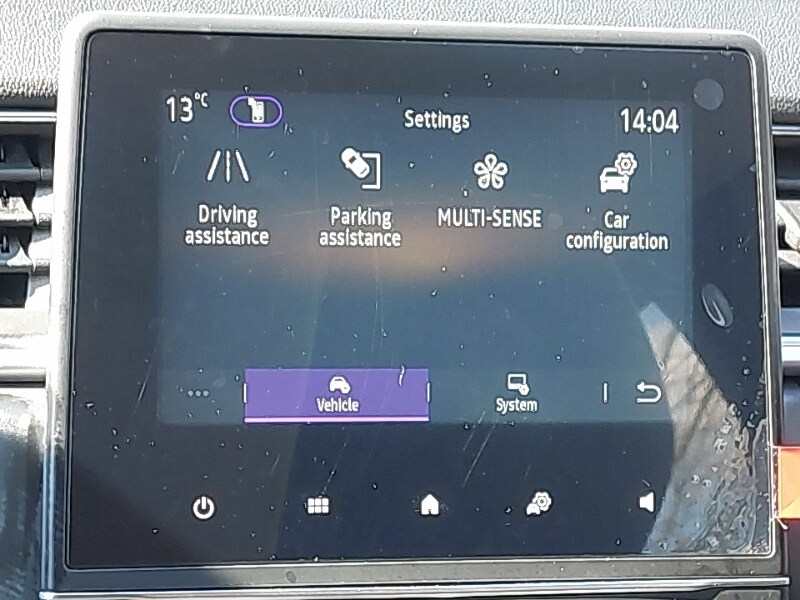 13°C Settings 14:04
Driving assistance
Parking assistance
MULTI-SENSE
Car configuration
Vehicle System